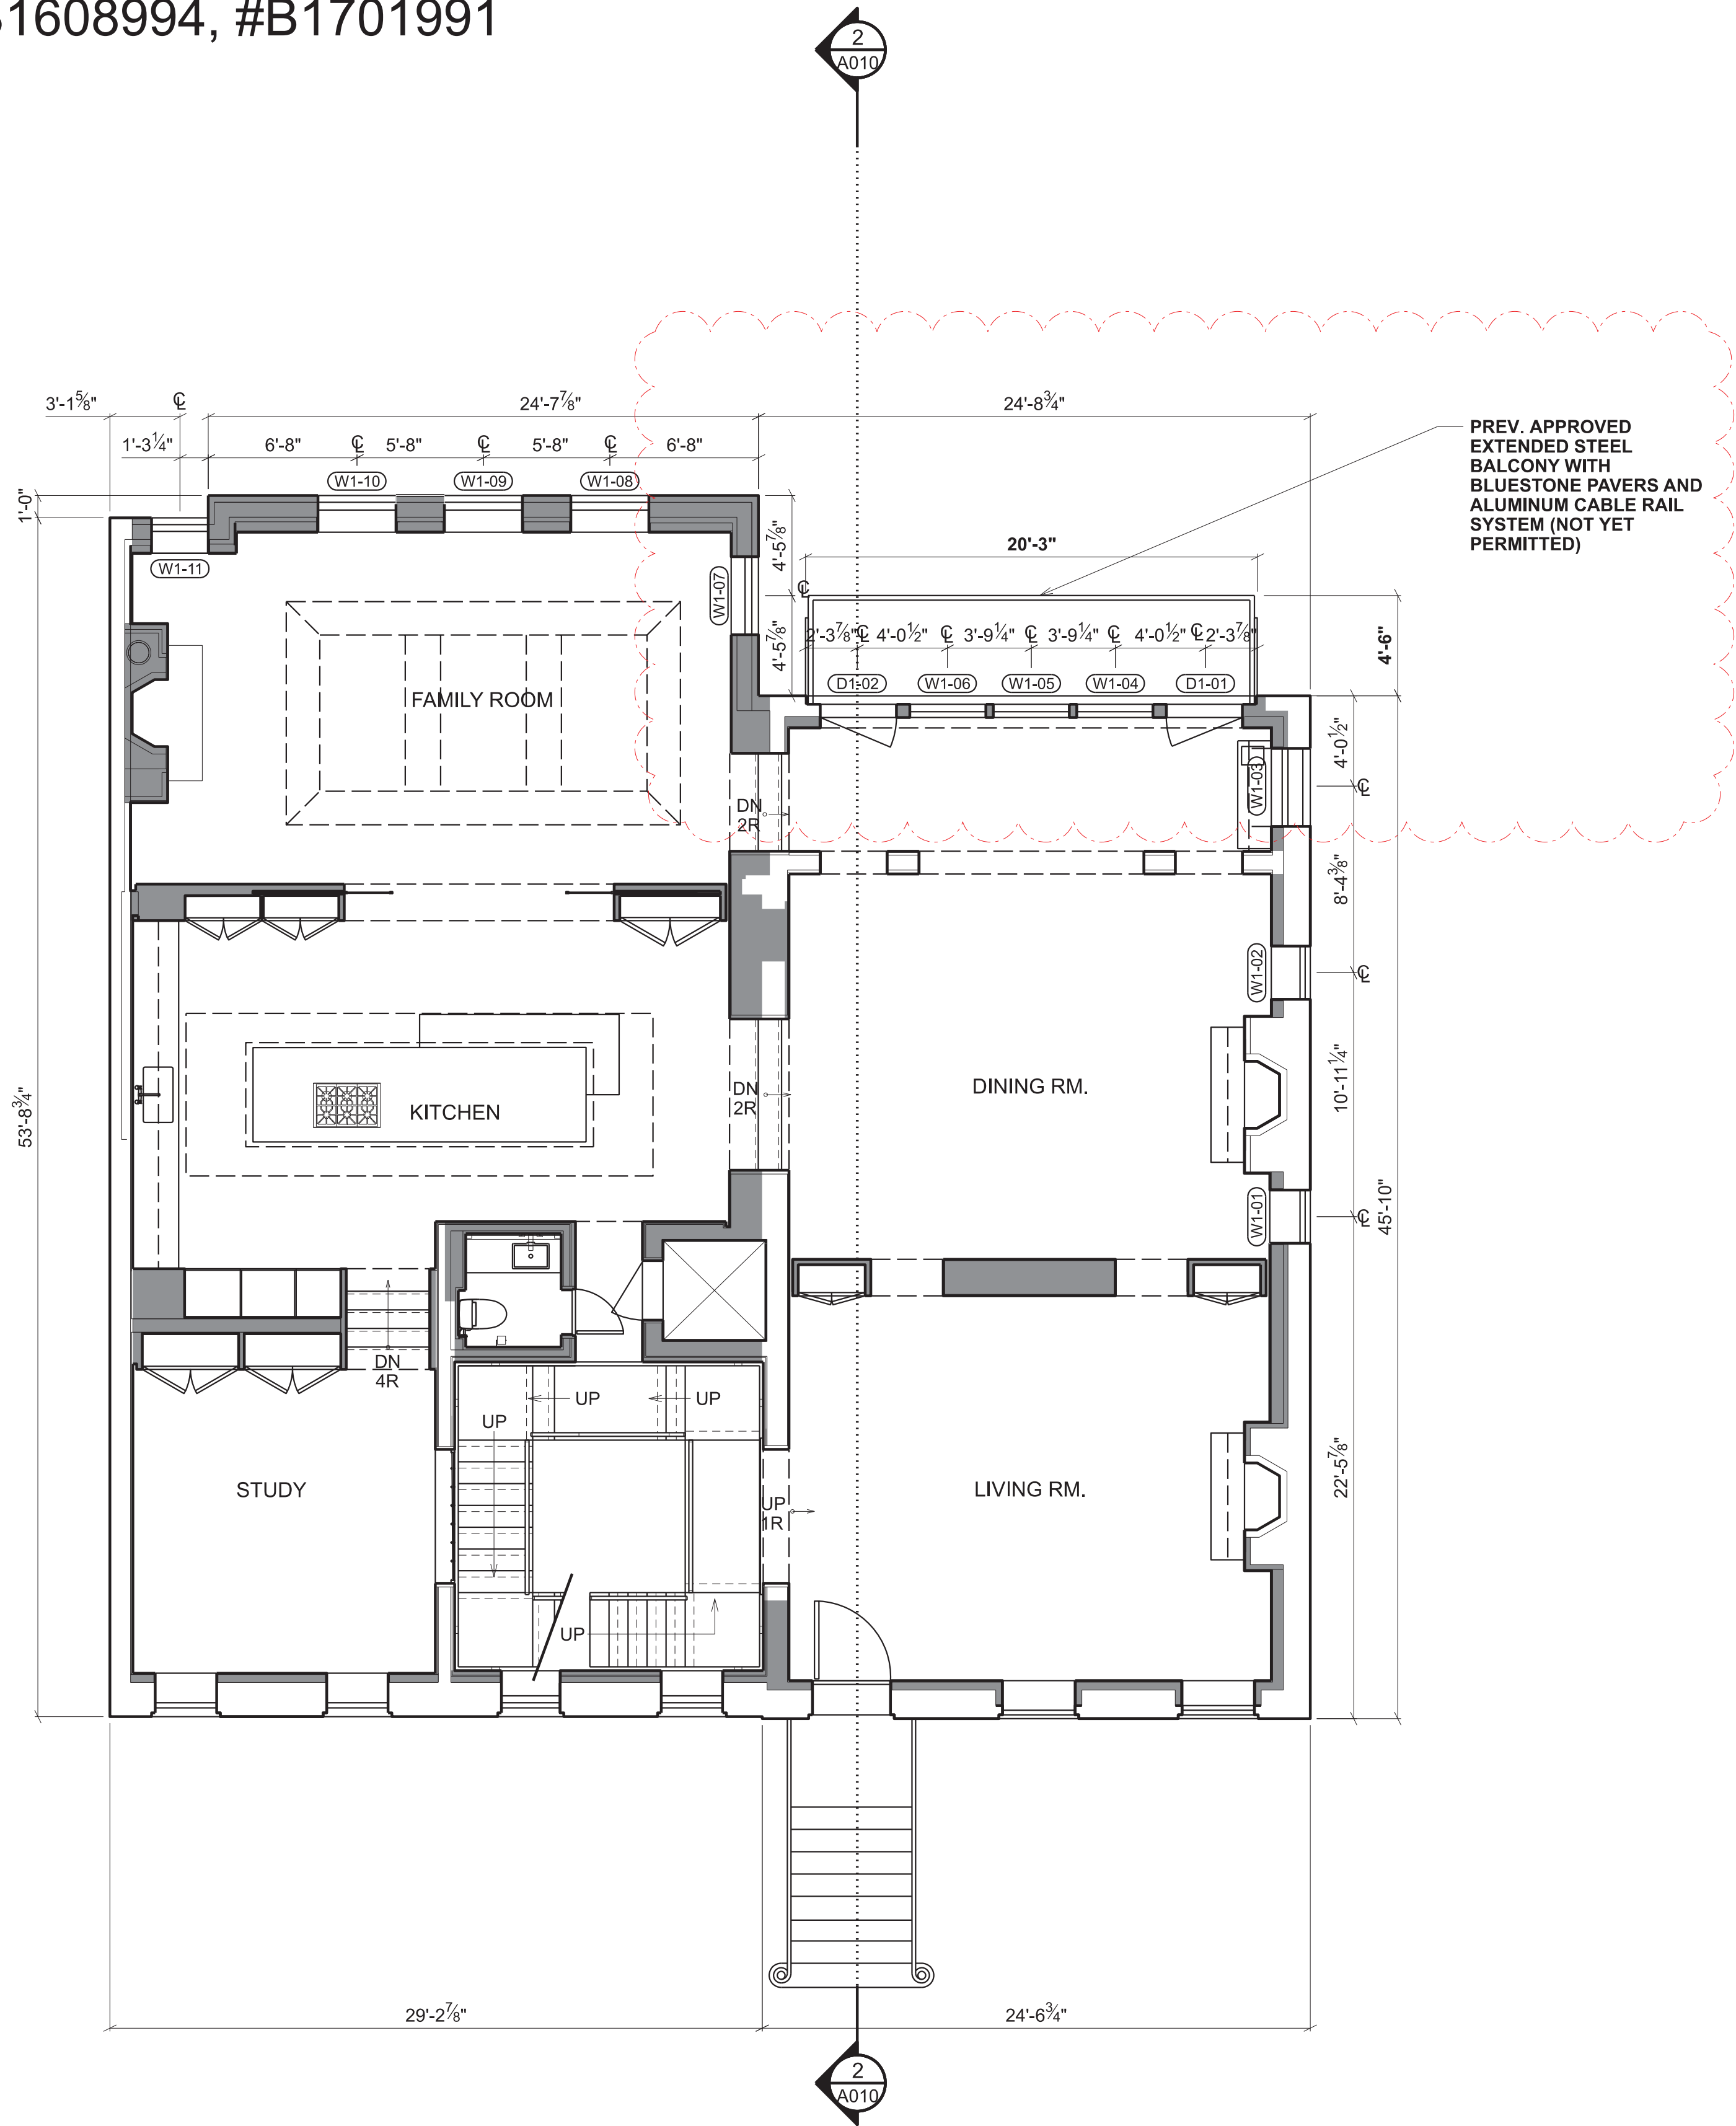 1608994, #B1701991
2
A010
3'-1⅝"
℄
24'-7⅞"
24'-8¾"
1'-3¼"
6'-8"
℄
5'-8"
℄
5'-8"
℄
6'-8"
W1-10
W1-09
W1-08
PREV. APPROVED
EXTENDED STEEL
BALCONY WITH
BLUESTONE PAVERS AND
ALUMINUM CABLE RAIL
SYSTEM (NOT YET
PERMITTED)
1'-0"
W1-11
W1-07
4'-5⅞"
20'-3"
℄
4'-5⅞"
2'-3⅞"
℄
4'-0½"
℄
3'-9¼"
℄
3'-9¼"
℄
4'-0½"
℄
2'-3⅞"
4'-6"
D1-02
W1-06
W1-05
W1-04
D1-01
FAMILY ROOM
4'-0½"
W1-03
℄
DN
2R
8'-4⅜"
W1-02
℄
53'-8¾"
KITCHEN
DN
2R
DINING RM.
10'-11¼"
W1-01
℄
45'-10"
DN
4R
UP
UP
UP
STUDY
UP
1R
LIVING RM.
22'-5⅞"
UP
29'-2⅞"
24'-6¾"
2
A010